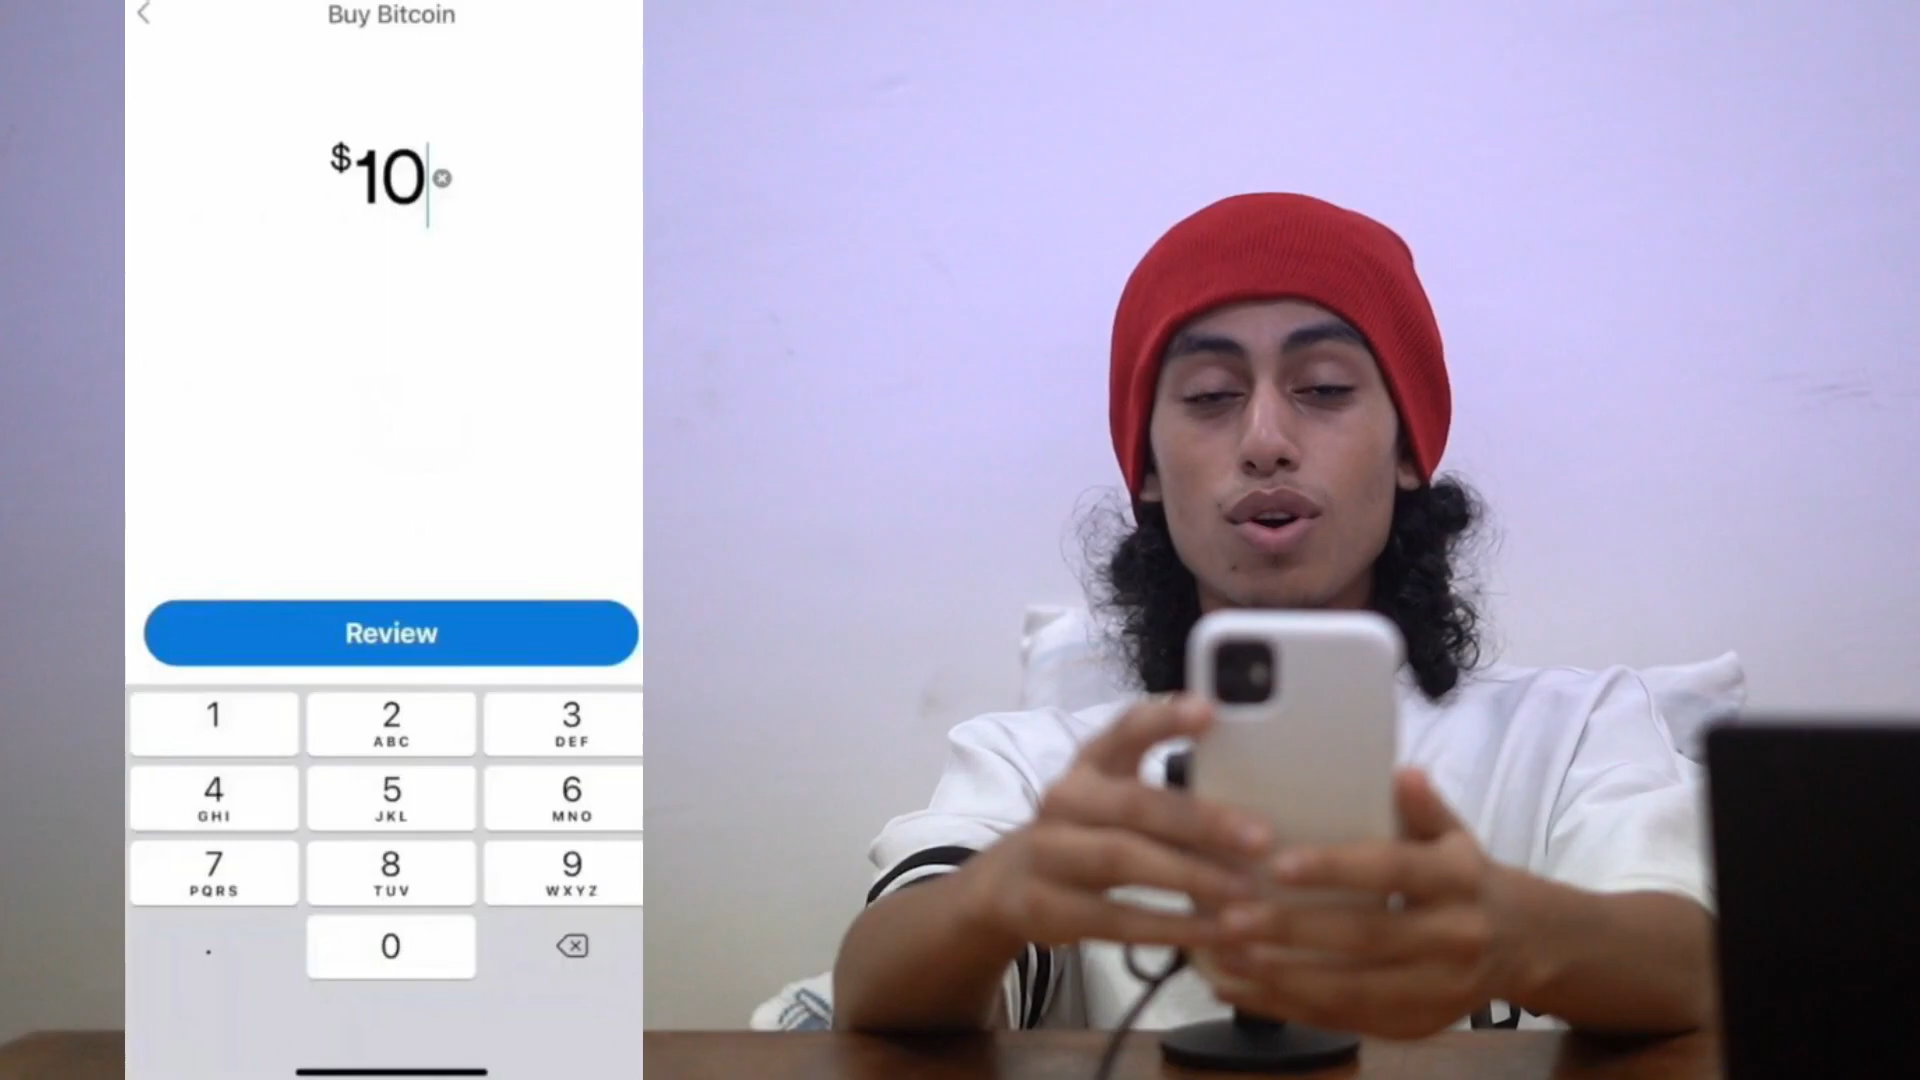 Buy Bitcoin
$10
Review
1
2
ABC
3
DEF
4
GHI
5
JKL
6
MNO
7
PQRS
8
TUV
9
WXYZ
.
0